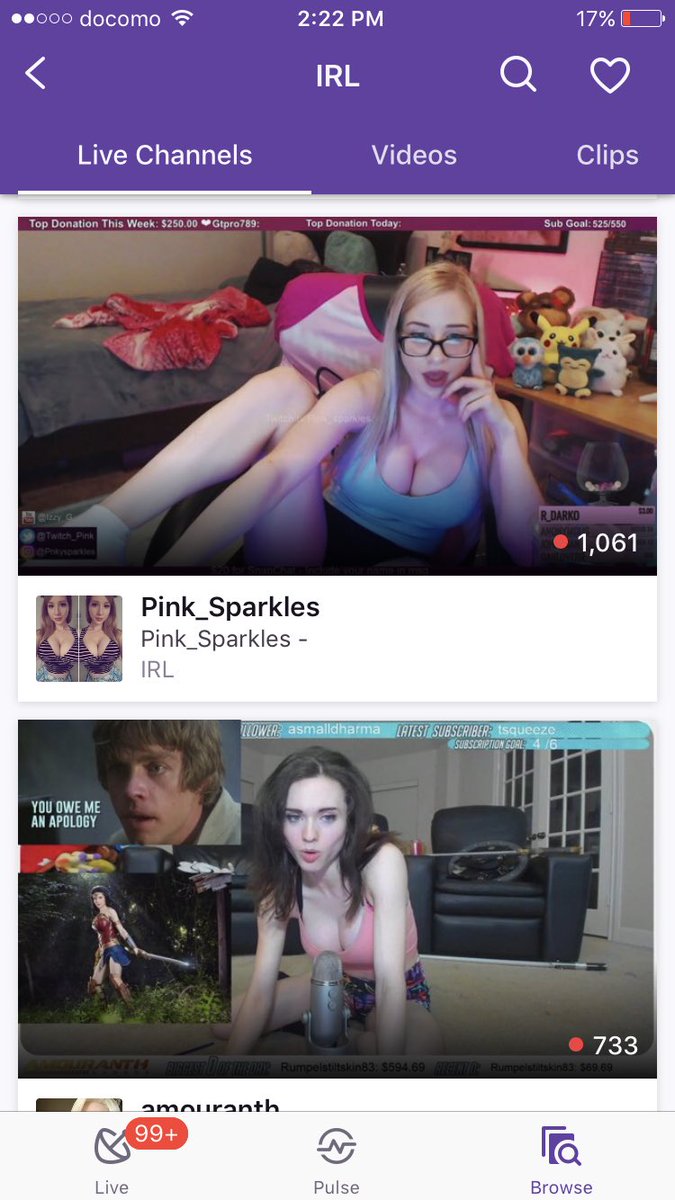 docomo 2:22 PM 17%
IRL
Live Channels Videos Clips
Top Donation This Week: $250.00 ❤Gtpro789: Top Donation Today: Sub Goal: 525/550
@Izzy_G
@Twitch_Pink
@Pinkysparkles
R_DARKO $3.00
1,061
Pink_Sparkles
Pink_Sparkles -
IRL
LLOWER: asmalldharma LATEST SUBSCRIBER: tsqueeze
SUBSCRIPTION GOAL: 4 /6
YOU OWE ME
AN APOLOGY
733
AMOURANTH Rumpelstiltskin83: $594.69 Rumpelstiltskin83: $69.69
amouranth
99+
Live Pulse Browse